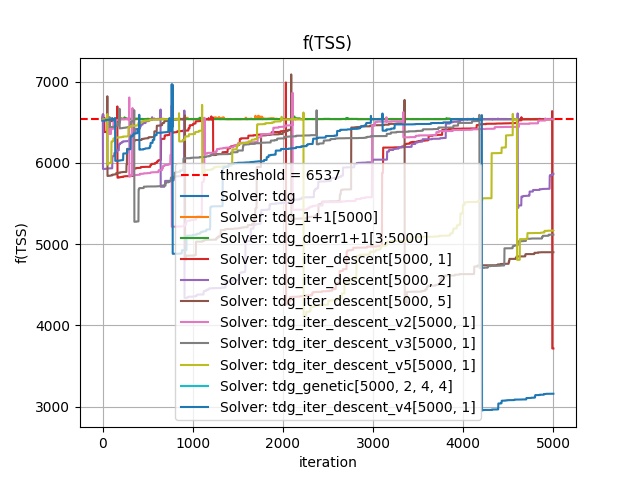 f(TSS)
7000
6000
5000
4000
3000
f(TSS)
threshold = 6537
Solver: tdg
Solver: tdg_1+1[5000]
Solver: tdg_doerr1+1[3;5000]
Solver: tdg_iter_descent[5000, 1]
Solver: tdg_iter_descent[5000, 2]
Solver: tdg_iter_descent[5000, 5]
Solver: tdg_iter_descent_v2[5000, 1]
Solver: tdg_iter_descent_v3[5000, 1]
Solver: tdg_iter_descent_v5[5000, 1]
Solver: tdg_genetic[5000, 2, 4, 4]
Solver: tdg_iter_descent_v4[5000, 1]
0 1000 2000 3000 4000 5000
iteration